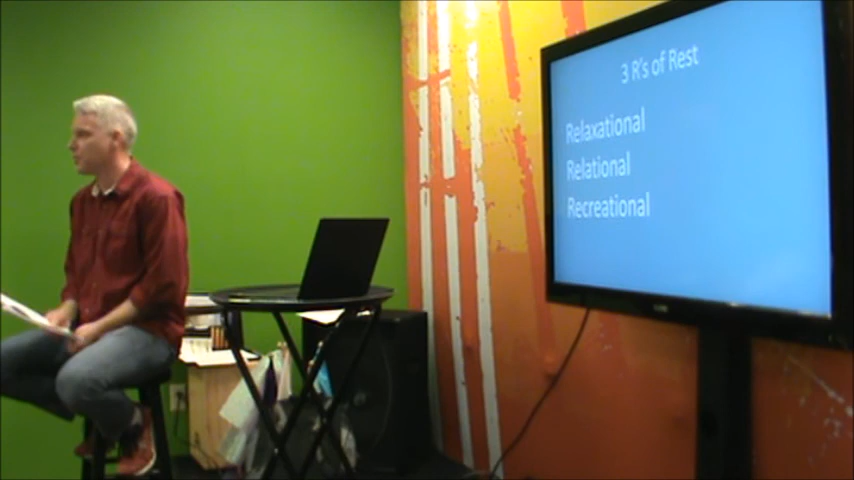 3 R's of Rest
Relaxational
Relational
Recreational